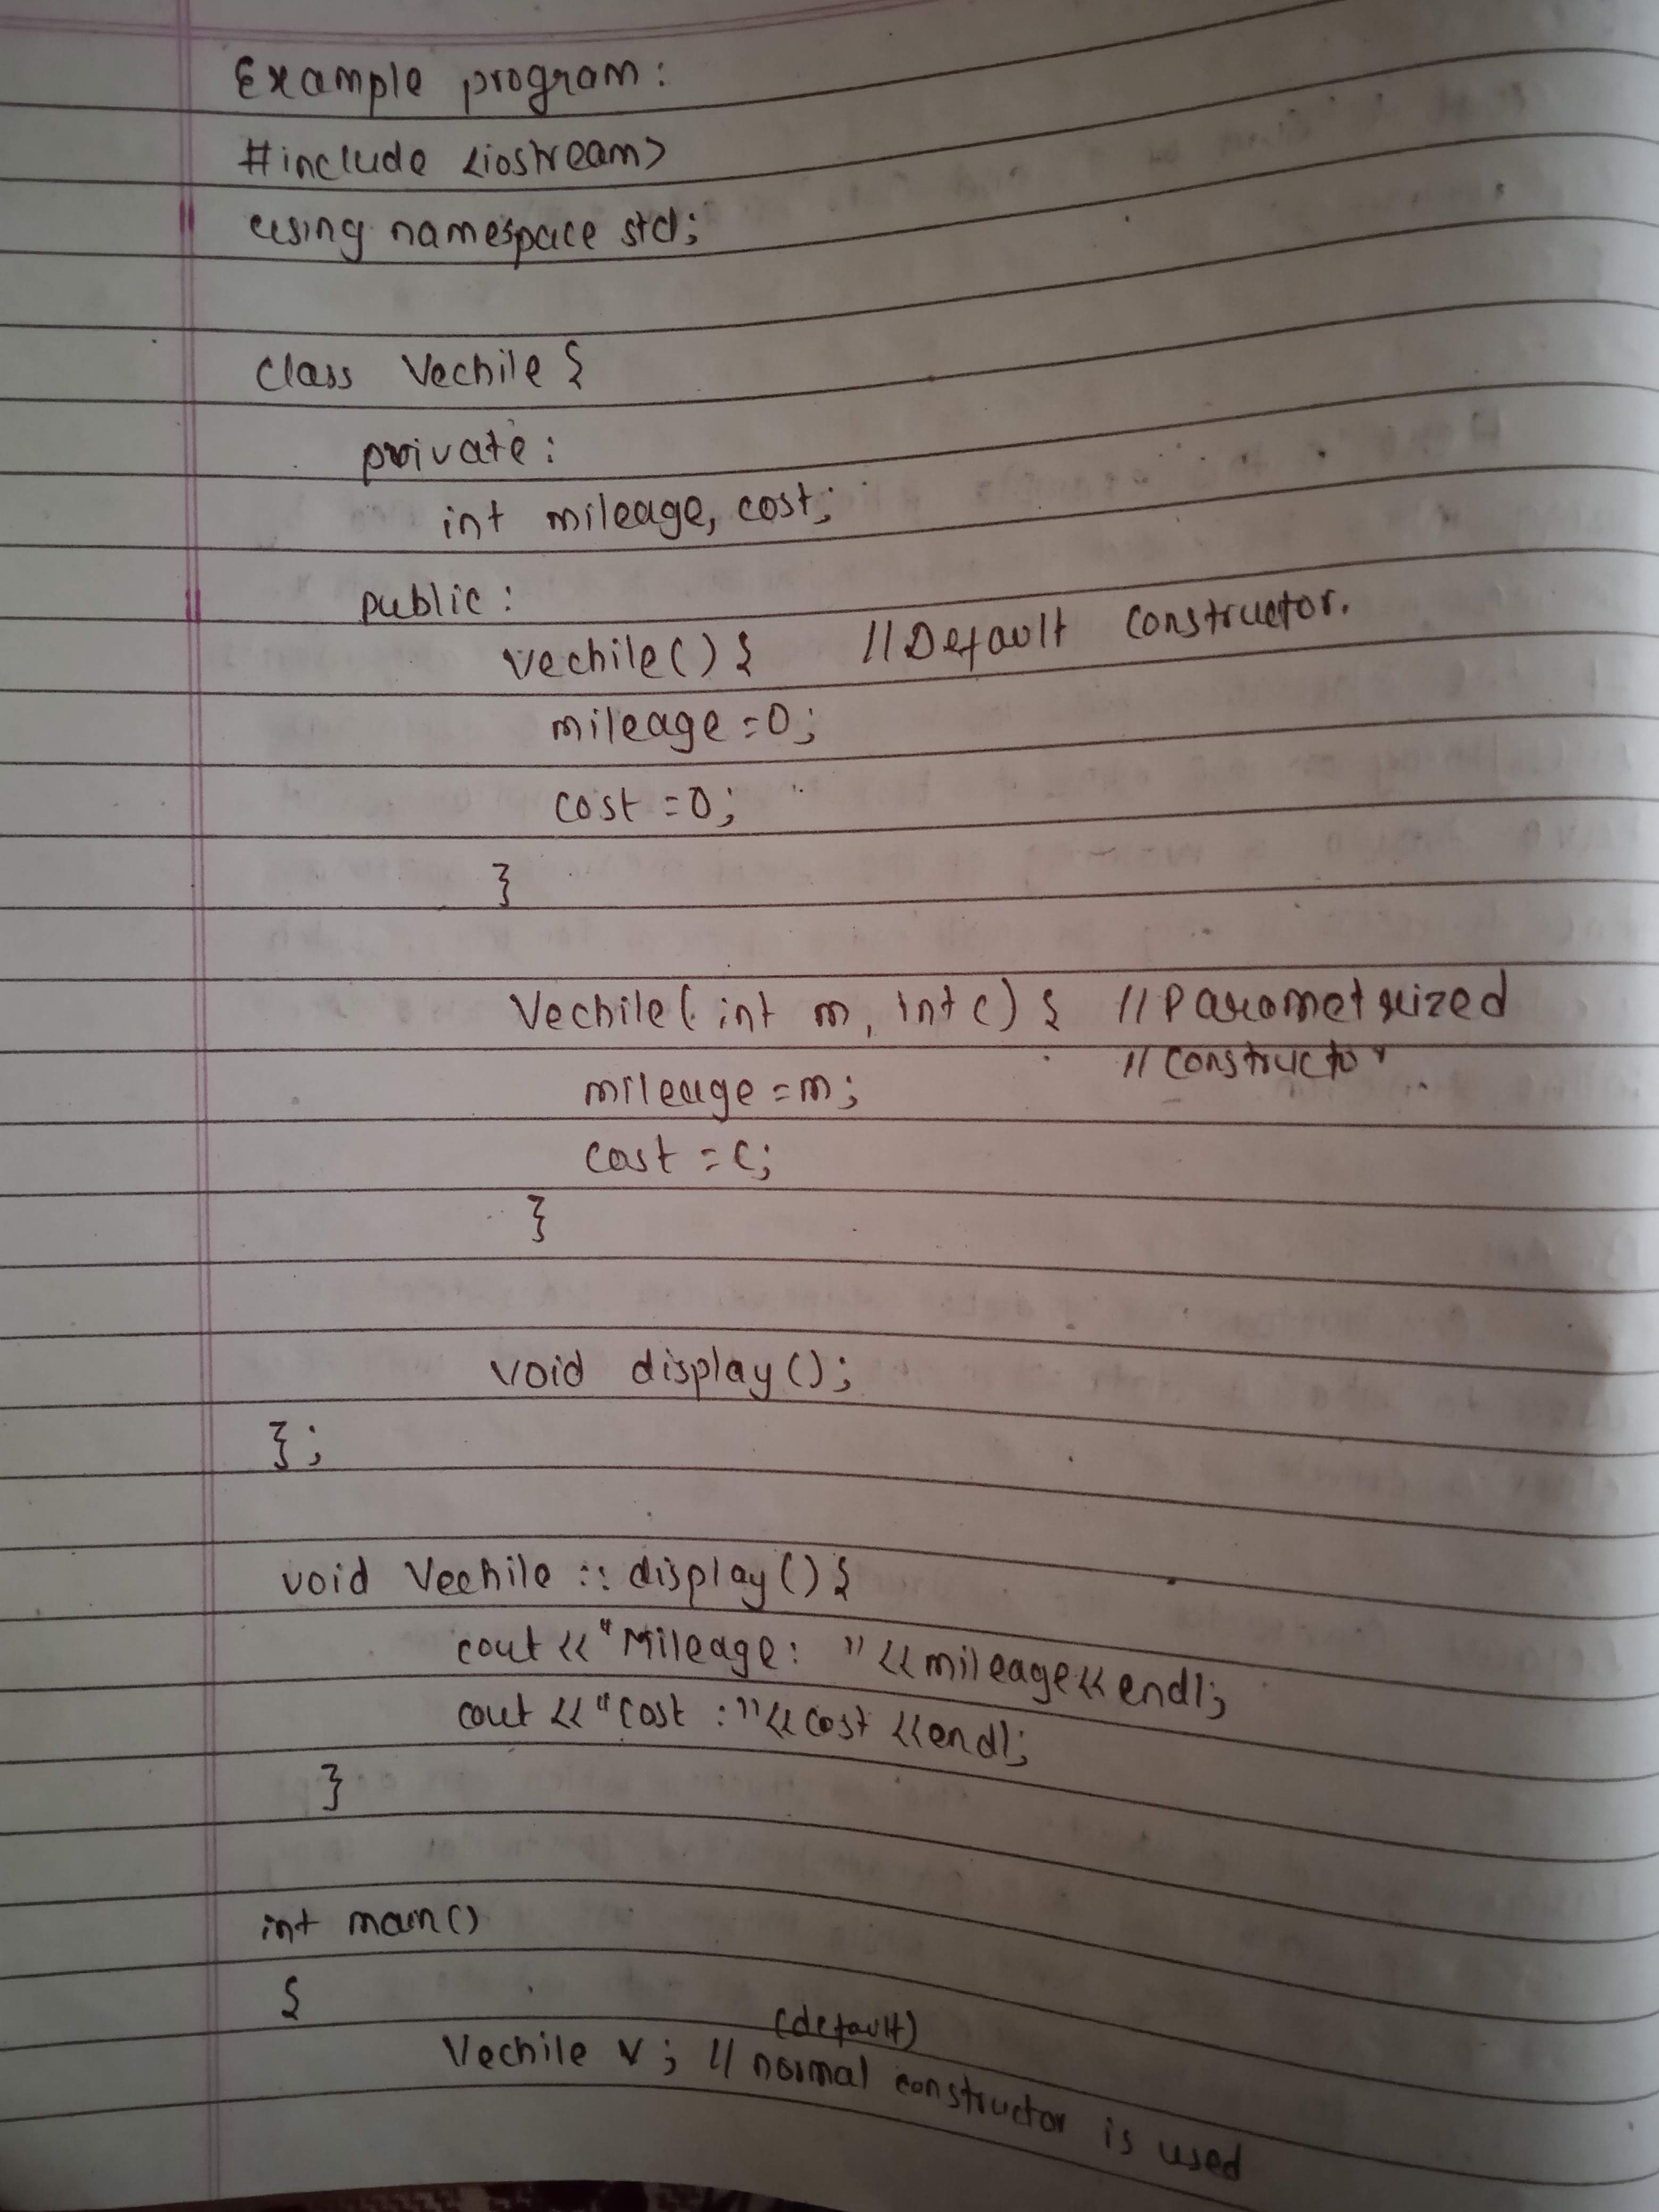 Example program:
#include <iostream>
using namespace std;
class Vechile {
private:
int mileage, cost;
public:
Vechile() { //Default constructor.
mileage=0;
cost=0;
}
Vechile(int m, int c) { //Parametrized
//constructor
mileage=m;
cost=c;
}
void display();
};
void Vechile :: display() {
cout<<"Mileage: "<<mileage<<endl;
cout<<"cost :"<<cost<<endl;
}
int main()
{
(default)
Vechile v; // normal constructor is used